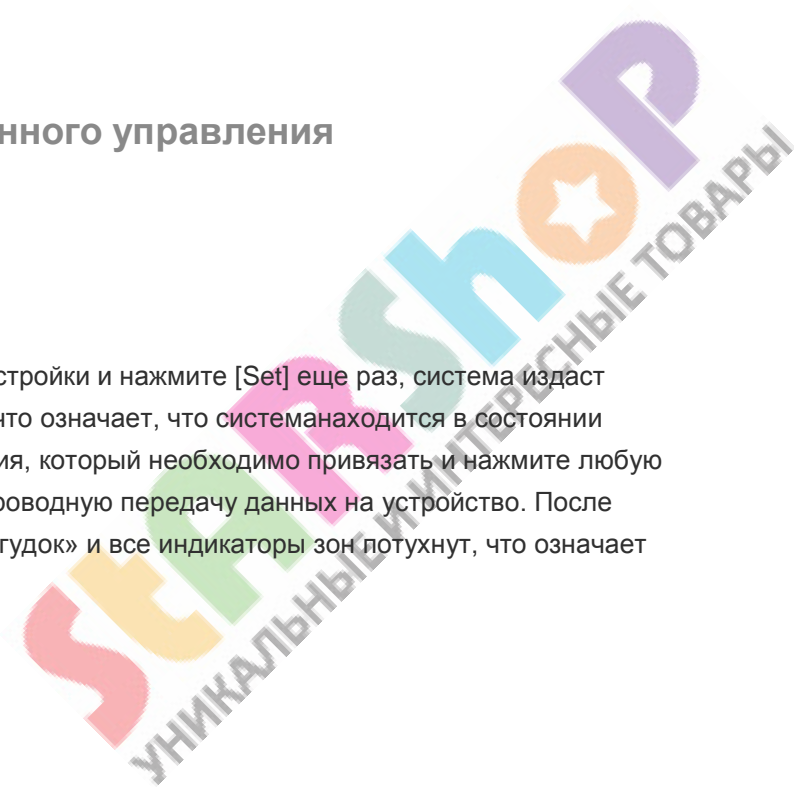 нного управления
стройки и нажмите [Set] еще раз, система издаст
что означает, что системанаходится в состоянии
ия, который необходимо привязать и нажмите любую
роводную передачу данных на устройство. После
гудок» и все индикаторы зон потухнут, что означает
StARShoP
УНИКАЛЬНЫЕ И ИНТЕРЕСНЫЕ ТОВАРЫ